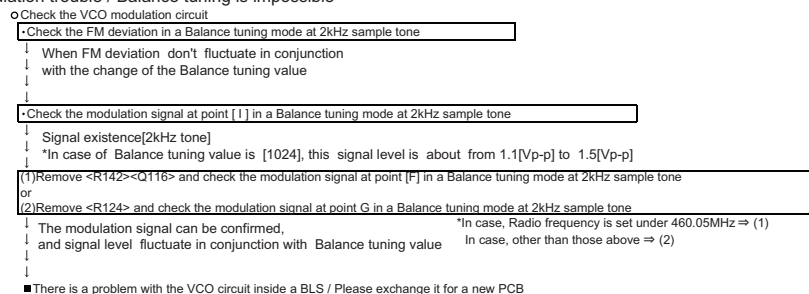 ulation trouble / Balance tuning is impossible
○Check the VCO modulation circuit
・Check the FM deviation in a Balance tuning mode at 2kHz sample tone
↓ When FM deviation don't fluctuate in conjunction
↓ with the change of the Balance tuning value
↓
↓
・Check the modulation signal at point [ I ] in a Balance tuning mode at 2kHz sample tone
↓ Signal existence[2kHz tone]
↓ *In case of Balance tuning value is [1024], this signal level is about from 1.1[Vp-p] to 1.5[Vp-p]
↓
(1)Remove <R142><Q116> and check the modulation signal at point [F] in a Balance tuning mode at 2kHz sample tone
or
(2)Remove <R124> and check the modulation signal at point G in a Balance tuning mode at 2kHz sample tone
↓ The modulation signal can be confirmed,
↓ and signal level fluctuate in conjunction with Balance tuning value
*In case, Radio frequency is set under 460.05MHz ⇒ (1)
In case, other than those above ⇒ (2)
↓
↓
■There is a problem with the VCO circuit inside a BLS / Please exchange it for a new PCB